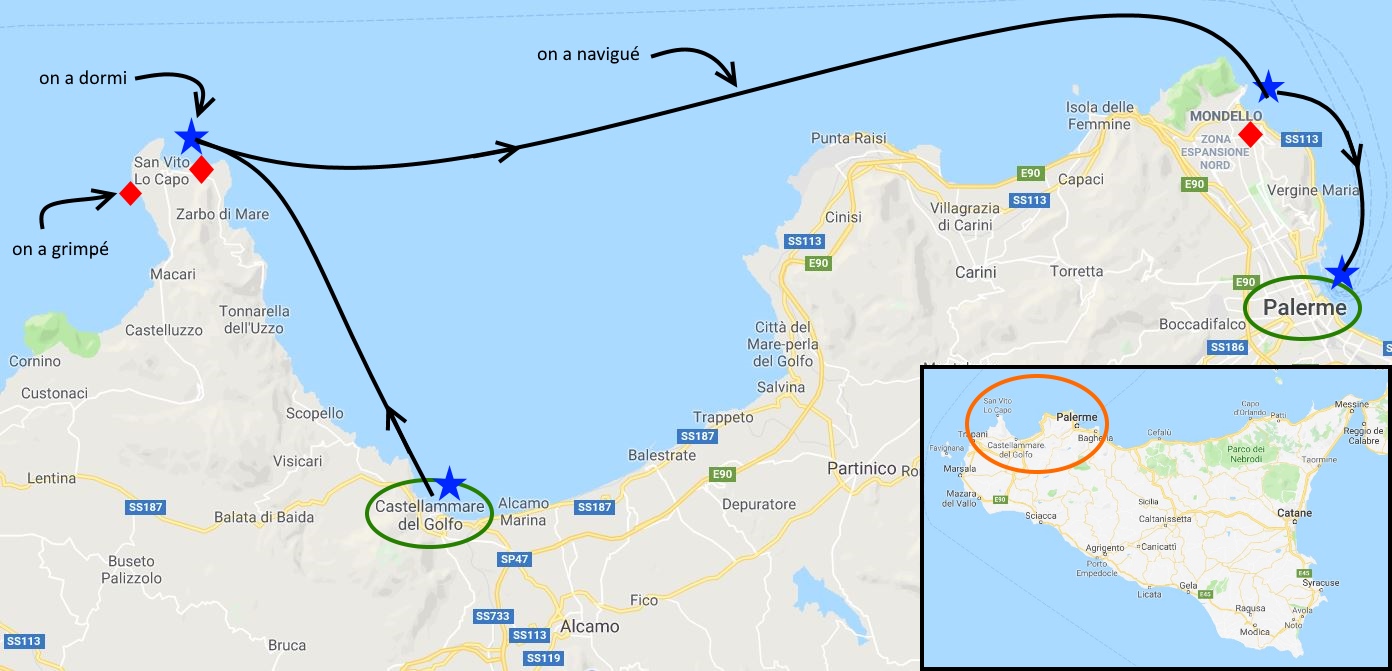 on a navigué
on a dormi
Isola delle
Femmine
MONDELLO
Punta Raisi
ZONA
ESPANSIONE
NORD
SS113
San Vito
Lo Capo
E90
Capaci
E90
SS113
Vergine Maria
Zarbo di Mare
Cinisi
Villagrazia
di Carini
on a grimpé
SS113
E90
Macari
Carini
Torretta
E90
Palerme
Tonnarella
dell'Uzzo
Castelluzzo
Città del
Mare-perla
del Golfo
Boccadifalco
SS186
Cornino
Custonaci
Salvina
Scopello
Trappeto
SS187
Visicari
Balestrate
Lentina
E90
Partinico
Ro
SS187
Castellammare
del Golfo
Alcamo
Marina
SS187
Depuratore
Balata di Baida
SP47
Buseto
Palizzolo
Fico
SS733
Alcamo
SS113
SS113
Bruca
SS119
San Vito
Lo Capo
Palerme
Capo
d'Orlando
Patti
Messine
Trapani
Bagheria
Cefalù
Reggio de
Calabre
Favignana
Castellammare
del Golfo
Parco dei
Nebrodi
Taormine
Marsala
Mazara
del Vallo
E90
Sicilia
Sciacca
Caltanissetta
Catane
Agrigento
Canicattì
Porto
Empedocle
E45
Gela
Syracuse
Licata
E45
Ragusa
Avola
Noto
Modica